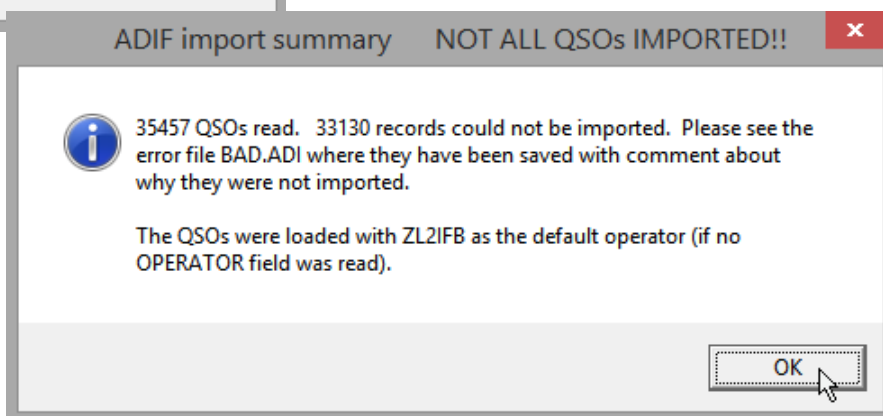 ADIF import summary NOT ALL QSOs IMPORTED!!
x
35457 QSOs read. 33130 records could not be imported. Please see the
error file BAD.ADI where they have been saved with comment about
why they were not imported.
The QSOs were loaded with ZL2IFB as the default operator (if no
OPERATOR field was read).
OK